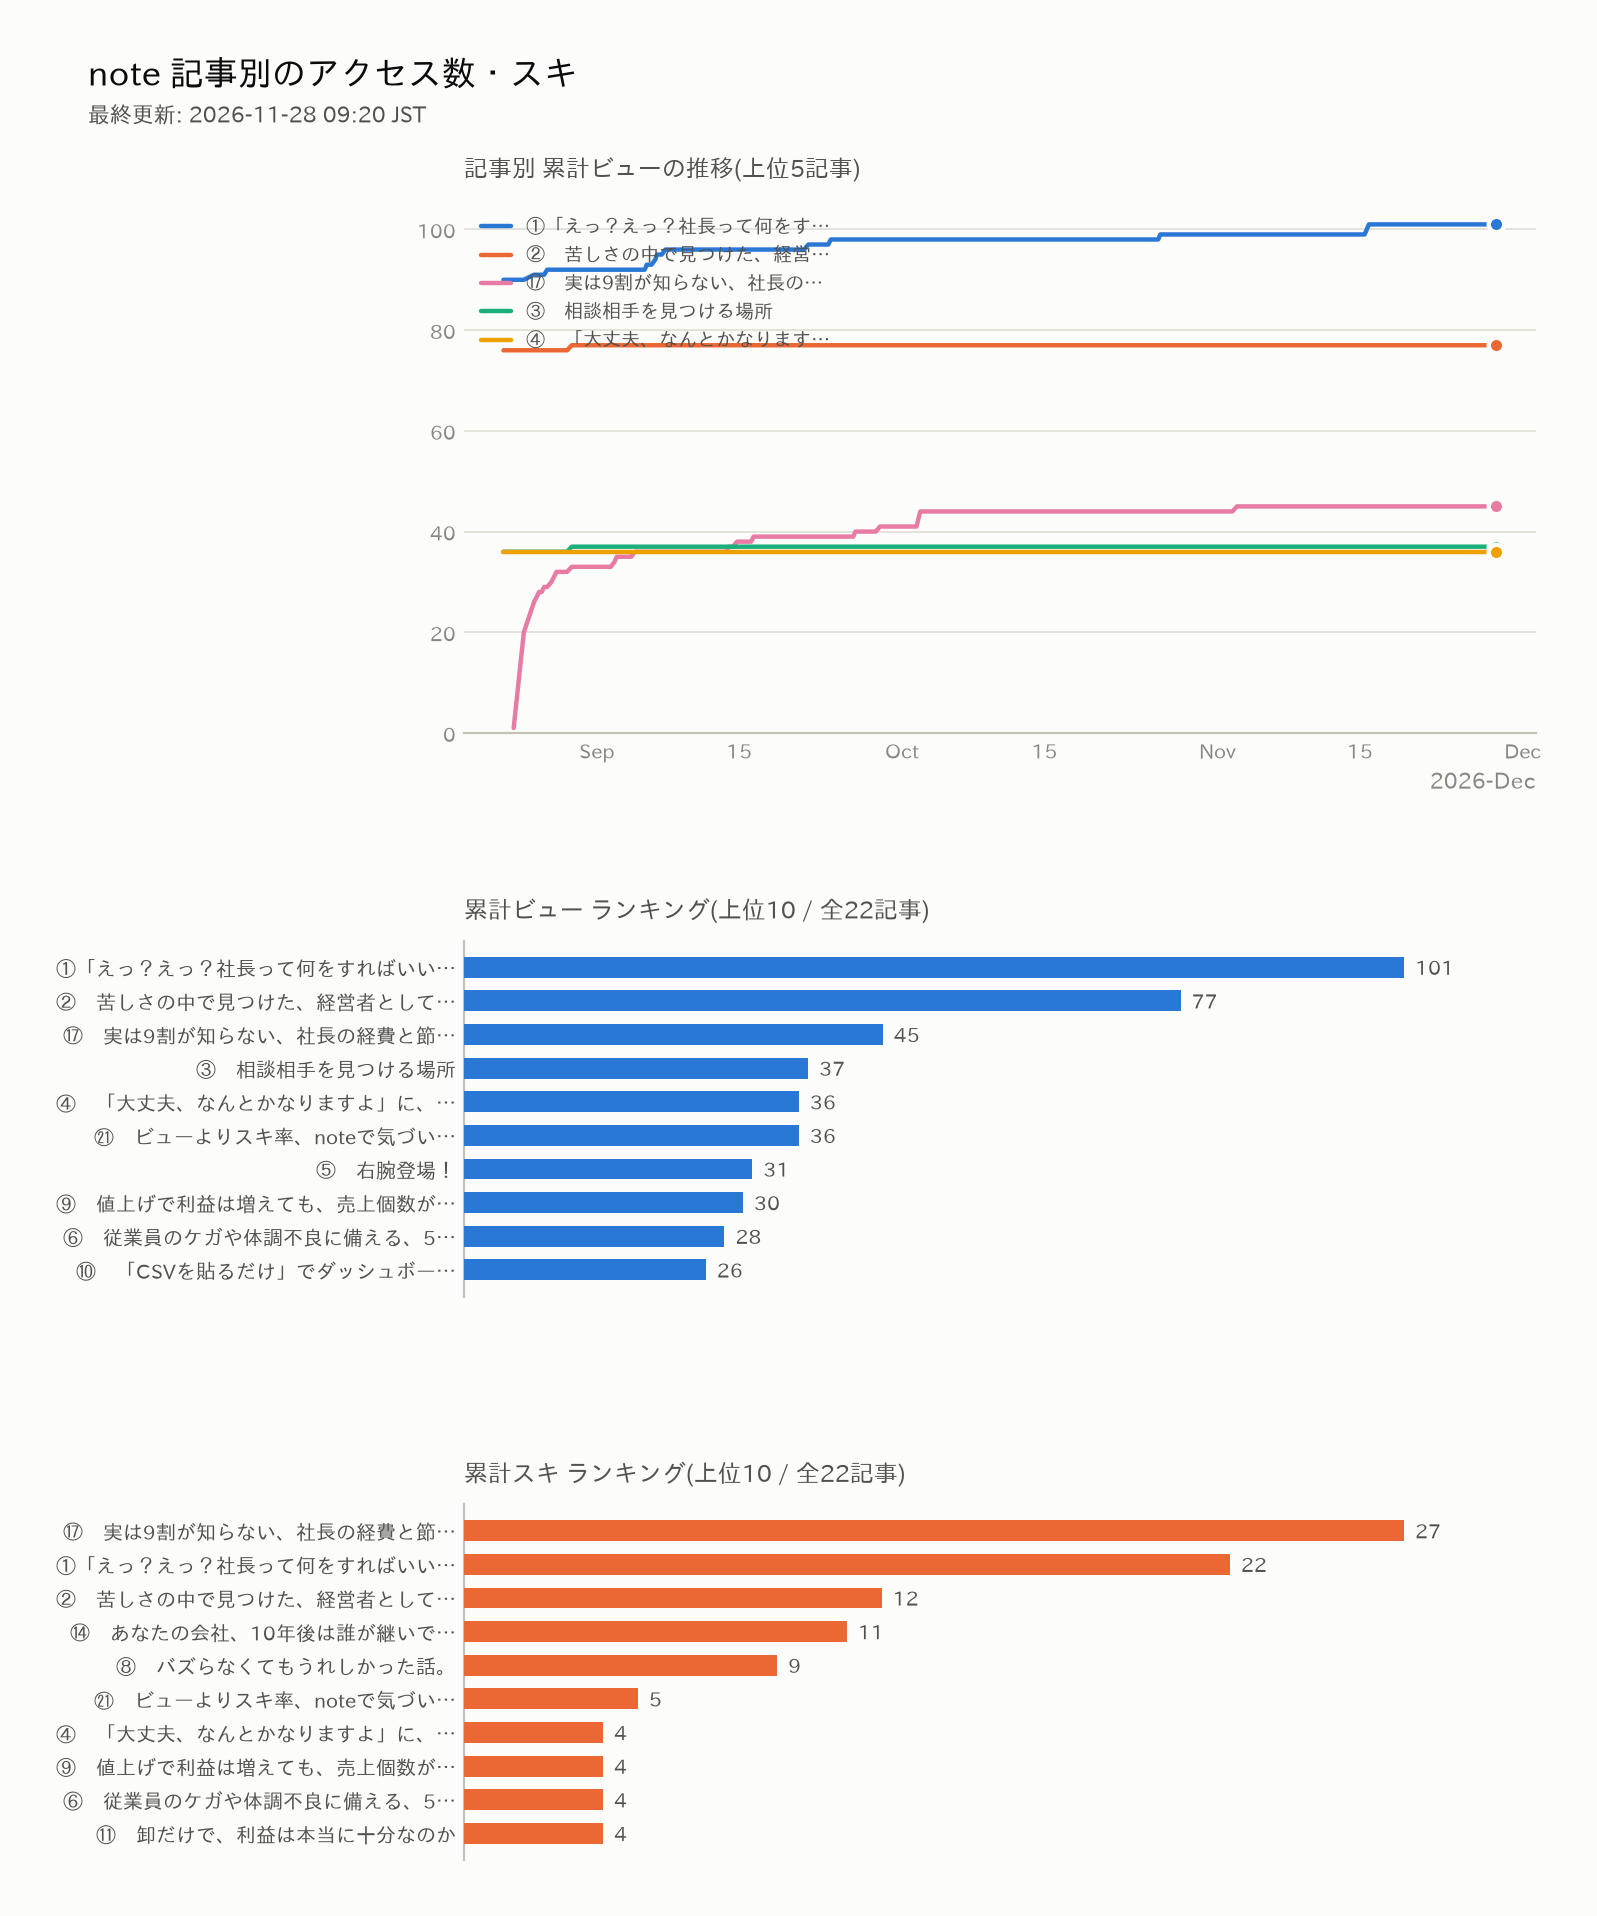 note 記事別のアクセス数・スキ
最終更新: 2026-11-28 09:20 JST
記事別 累計ビューの推移(上位5記事)
①「えっ？えっ？社長って何をす…
②　苦しさの中で見つけた、経営…
⑰　実は9割が知らない、社長の…
③　相談相手を見つける場所
④　「大丈夫、なんとかなります…
100
80
60
40
20
0
Sep 15 Oct 15 Nov 15 Dec
2026-Dec
累計ビュー ランキング(上位10 / 全22記事)
①「えっ？えっ？社長って何をすればいい… 101
②　苦しさの中で見つけた、経営者として… 77
⑰　実は9割が知らない、社長の経費と節… 45
③　相談相手を見つける場所 37
④　「大丈夫、なんとかなりますよ」に、… 36
㉑　ビューよりスキ率、noteで気づい… 36
⑤　右腕登場！ 31
⑨　値上げで利益は増えても、売上個数が… 30
⑥　従業員のケガや体調不良に備える、5… 28
⑩　「CSVを貼るだけ」でダッシュボー… 26
累計スキ ランキング(上位10 / 全22記事)
⑰　実は9割が知らない、社長の経費と節… 27
①「えっ？えっ？社長って何をすればいい… 22
②　苦しさの中で見つけた、経営者として… 12
⑭　あなたの会社、10年後は誰が継いで… 11
⑧　バズらなくてもうれしかった話。 9
㉑　ビューよりスキ率、noteで気づい… 5
④　「大丈夫、なんとかなりますよ」に、… 4
⑨　値上げで利益は増えても、売上個数が… 4
⑥　従業員のケガや体調不良に備える、5… 4
⑪　卸だけで、利益は本当に十分なのか 4